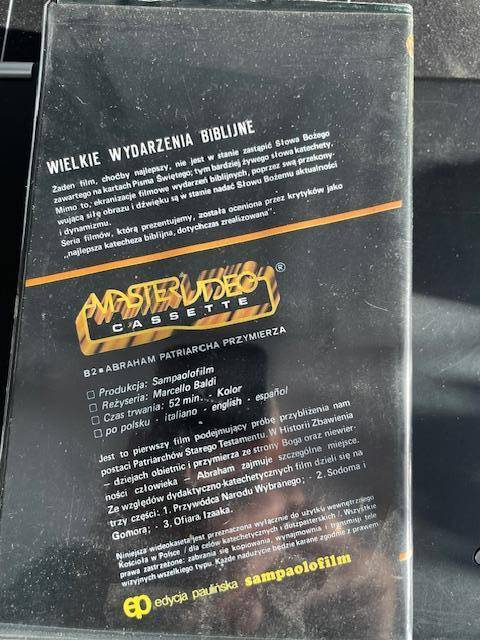 WIELKIE WYDARZENIA BIBLIJNE
Żaden film, choćby najlepszy, nie jest w stanie zastąpić Słowa Bożego
zawartego na kartach Pisma Świętego; tym bardziej żywego słowa katechety.
Mimo to, ekranizacje filmowe wydarzeń biblijnych, poprzez swą przekony-
wującą siłę obrazu i dźwięku są w stanie nadać Słowu Bożemu aktualności
i dynamizmu.
Seria filmów, którą prezentujemy, została oceniona przez krytyków jako
„najlepsza katecheza biblijna, dotychczas zrealizowana”.
MASTER VIDEO ®
CASSETTE
B2 ■ ABRAHAM PATRIARCHA PRZYMIERZA
□ Produkcja: Sampaolofilm
□ Reżyseria: Marcello Baldi
□ Czas trwania: 52 min. - Kolor
□ po polsku - italiano - english - español
Jest to pierwszy film podejmujący próbę przybliżenia nam
postaci Patriarchów Starego Testamentu. W Historii Zbawienia
– dziejach obietnic i przymierza ze strony Boga oraz niewier-
ności człowieka – Abraham zajmuje szczególne miejsce.
Ze względów dydaktyczno-katechetycznych film dzieli się na
trzy części: 1. Przywódca Narodu Wybranego; - 2. Sodoma i
Gomora; - 3. Ofiara Izaaka.
Niniejsza wideokaseta jest przeznaczona wyłącznie do użytku wewnętrznego
Kościoła w Polsce / dla celów katechetycznych i duszpasterskich /. Wszystkie
prawa zastrzeżone: zabrania się kopiowania, wynajmowania i transmisji tele
wizyjnych wszelkiego typu. Każde nadużycie będzie karane zgodnie z prawem
ep edycja paulińska sampaolofilm